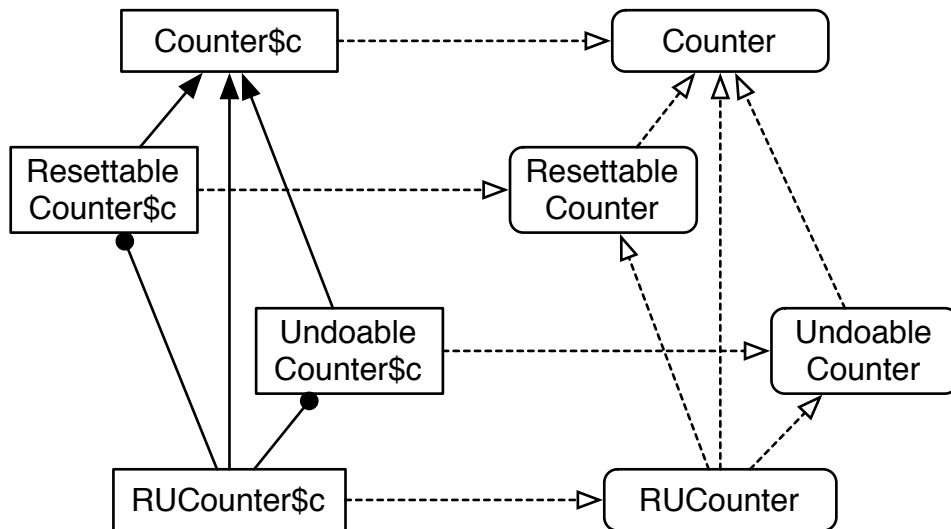 Counter$c
Counter
Resettable
Counter$c
Resettable
Counter
Undoable
Counter$c
Undoable
Counter
RUCounter$c
RUCounter